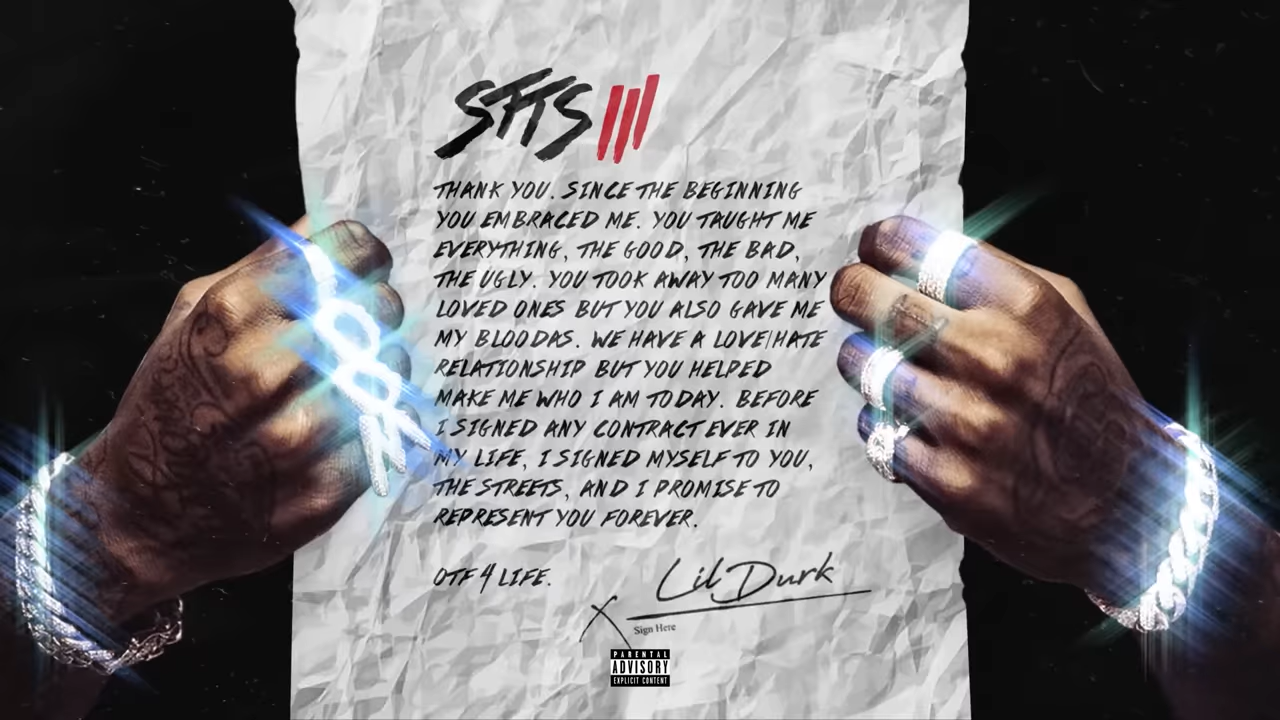 STTS III
THANK YOU. SINCE THE BEGINNING
YOU EMBRACED ME. YOU TAUGHT ME
EVERYTHING, THE GOOD, THE BAD,
THE UGLY. YOU TOOK AWAY TOO MANY
LOVED ONES BUT YOU ALSO GAVE ME
MY BLOODAS. WE HAVE A LOVE/HATE
RELATIONSHIP BUT YOU HELPED
MAKE ME WHO I AM TODAY. BEFORE
I SIGNED ANY CONTRACT EVER IN
MY LIFE, I SIGNED MYSELF TO YOU,
THE STREETS, AND I PROMISE TO
REPRESENT YOU FOREVER.
OTF 4 LIFE.
Lil Durk
X
Sign Here
PARENTAL
ADVISORY
EXPLICIT CONTENT